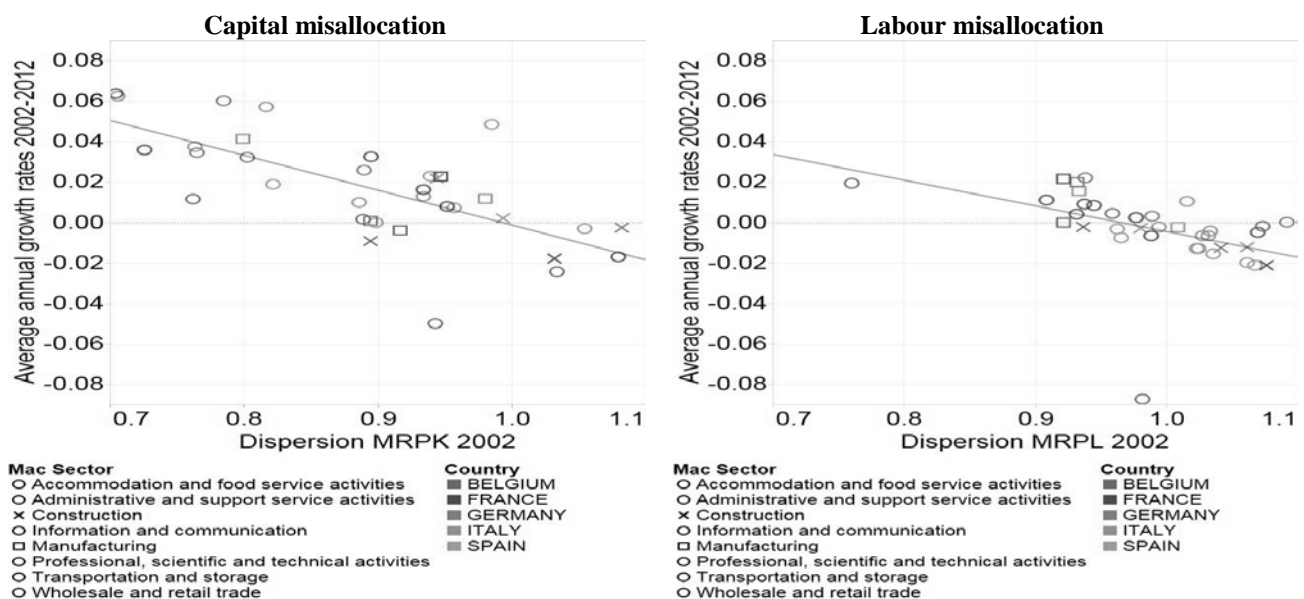 Capital misallocation
Average annual growth rates 2002-2012
0.08
0.06
0.04
0.02
0.00
-0.02
-0.04
-0.06
-0.08
0.7 0.8 0.9 1.0 1.1
Dispersion MRPK 2002
Mac Sector
Accommodation and food service activities
Administrative and support service activities
Construction
Information and communication
Manufacturing
Professional, scientific and technical activities
Transportation and storage
Wholesale and retail trade
Country
BELGIUM
FRANCE
GERMANY
ITALY
SPAIN
Labour misallocation
Average annual growth rates 2002-2012
0.08
0.06
0.04
0.02
0.00
-0.02
-0.04
-0.06
-0.08
0.7 0.8 0.9 1.0 1.1
Dispersion MRPL 2002
Mac Sector
Accommodation and food service activities
Administrative and support service activities
Construction
Information and communication
Manufacturing
Professional, scientific and technical activities
Transportation and storage
Wholesale and retail trade
Country
BELGIUM
FRANCE
GERMANY
ITALY
SPAIN